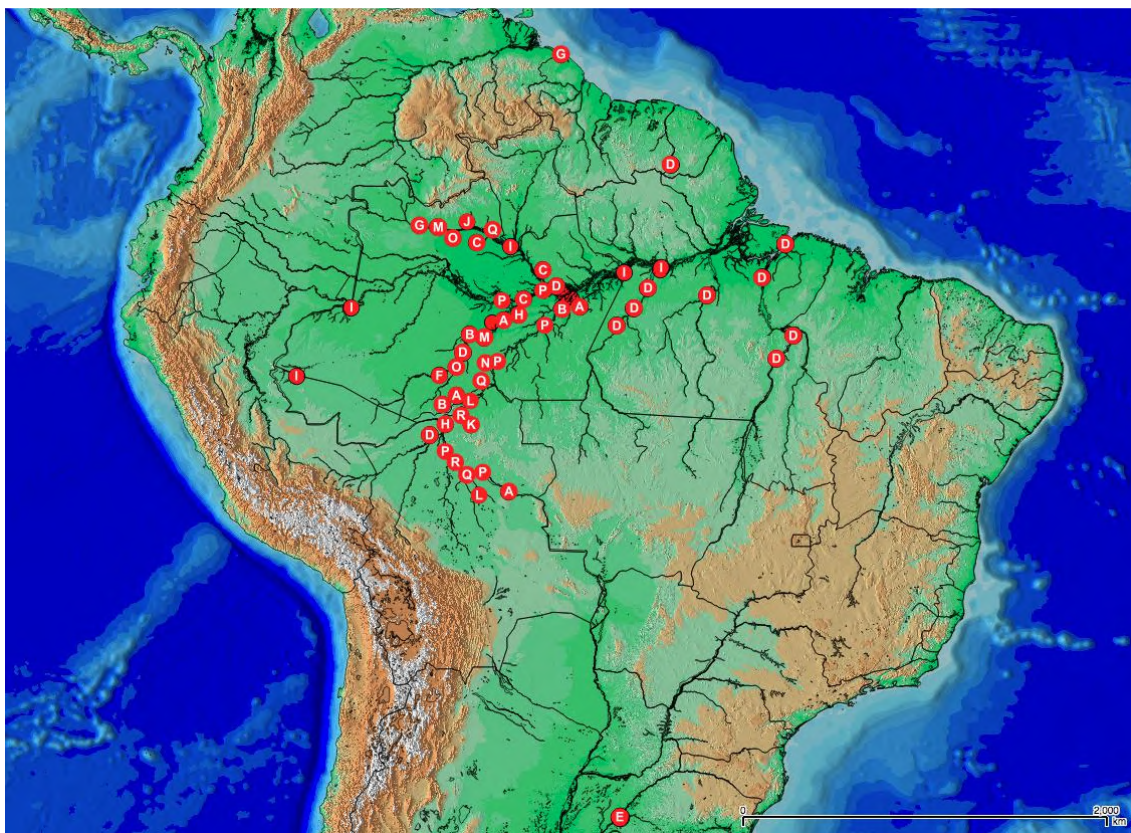 G
D
J
G M Q
O C I
D
C I I
P D D
I P C B A D D
A H P D
B M D
D N P D
I F O Q
B A L
R
H K
D
P
R P
Q
L A
E
0 2,000
km